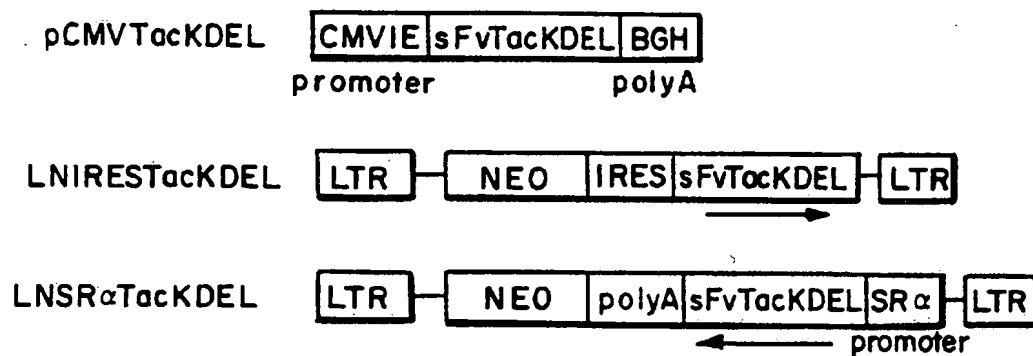 pCMVTacKDEL CMVIE sFvTacKDEL BGH
promoter polyA
LNIRESTacKDEL LTR NEO IRES sFvTacKDEL LTR
LNSRαTacKDEL LTR NEO polyA sFvTacKDEL SRα LTR
promoter